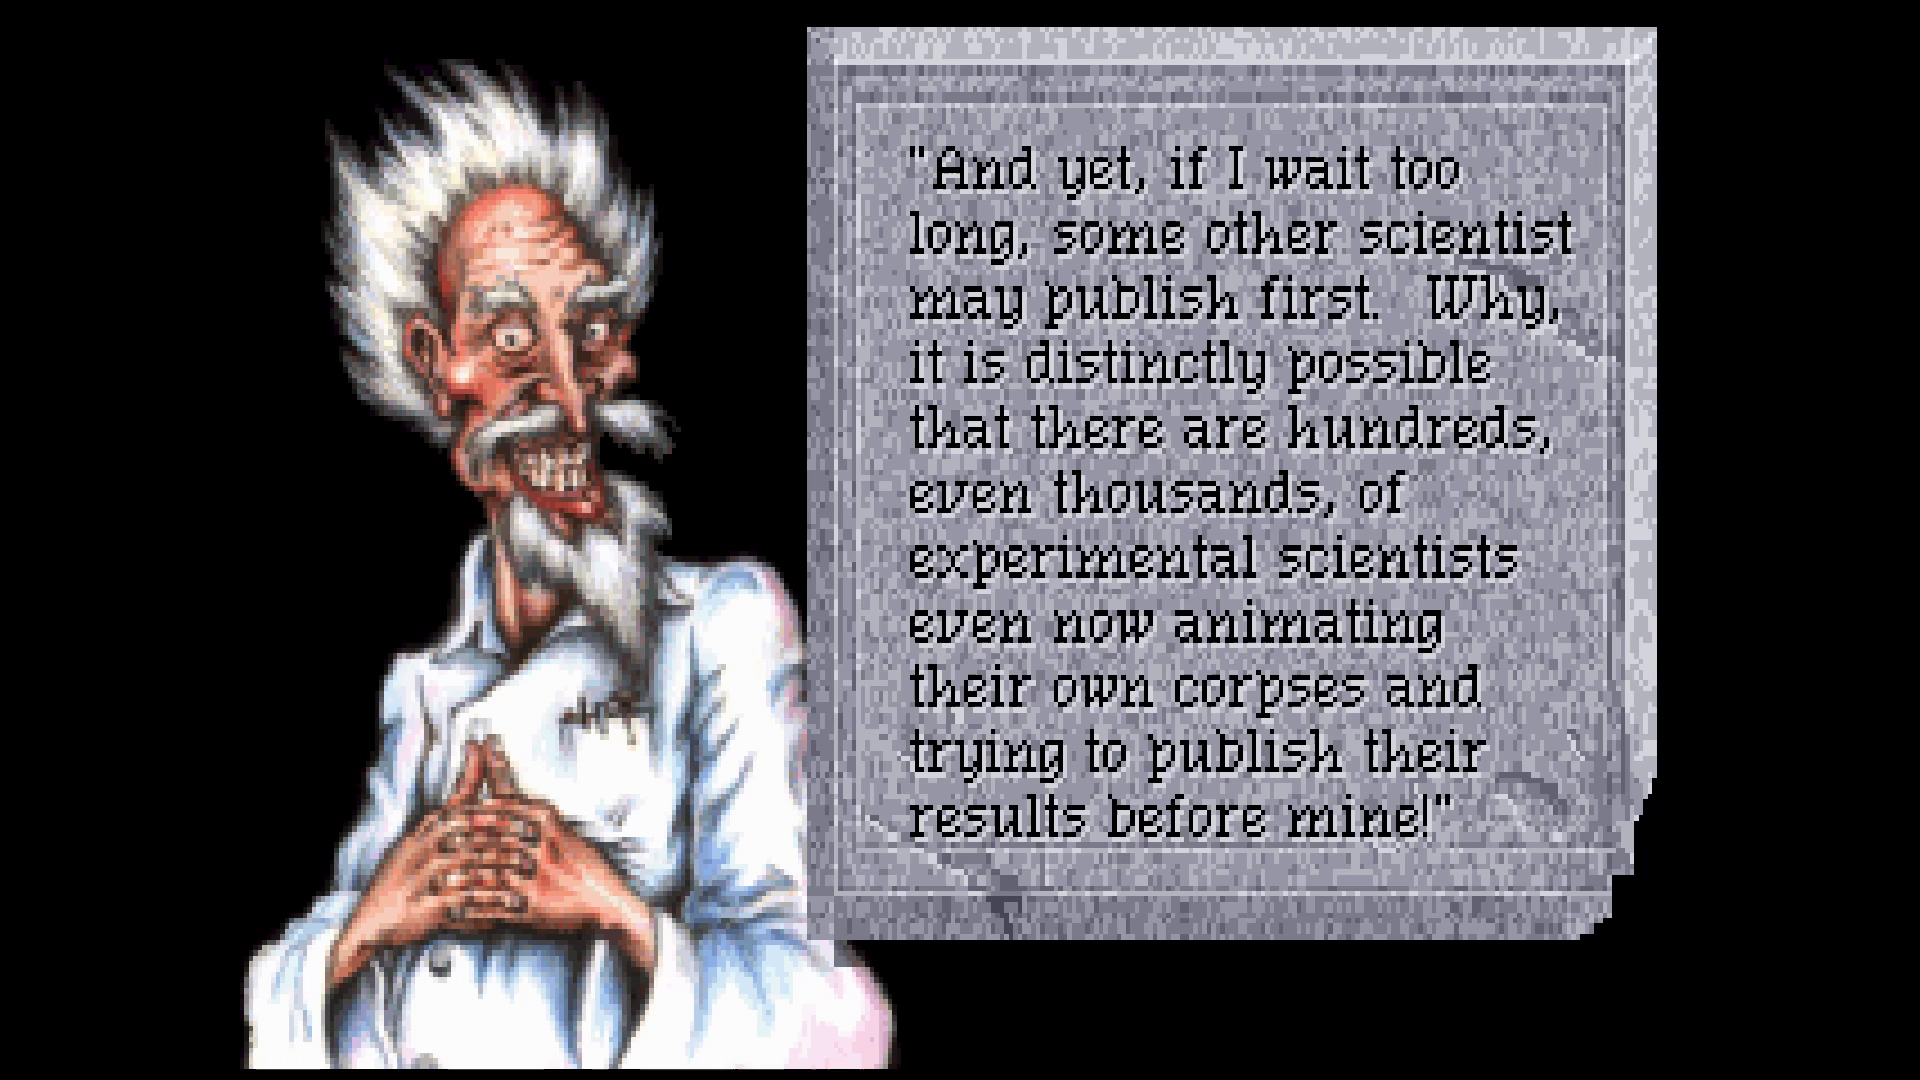 "And yet, if I wait too
long, some other scientist
may publish first.  Why,
it is distinctly possible
that there are hundreds,
even thousands, of
experimental scientists
even now animating
their own corpses and
trying to publish their
results before mine!"